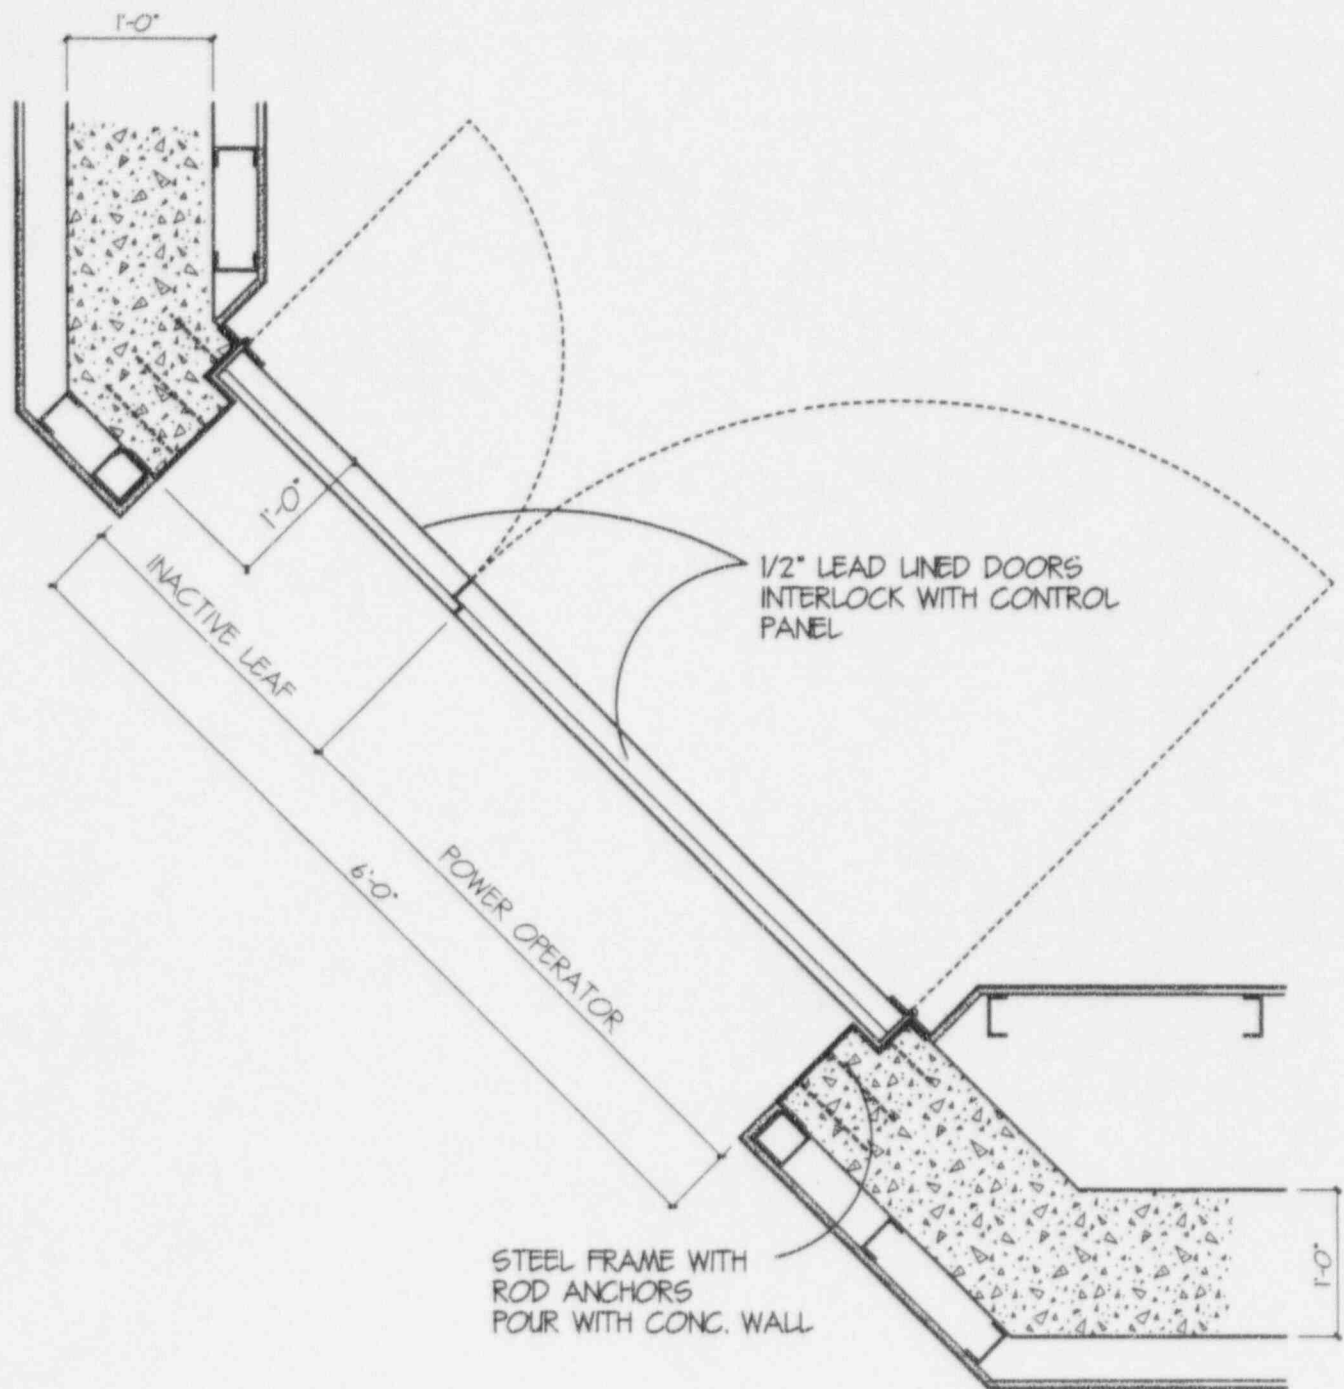 1'-0"
1'-0"
INACTIVE LEAF
1/2" LEAD LINED DOORS
INTERLOCK WITH CONTROL
PANEL
6'-0"
POWER OPERATOR
STEEL FRAME WITH
ROD ANCHORS
POUR WITH CONC. WALL
1'-0"